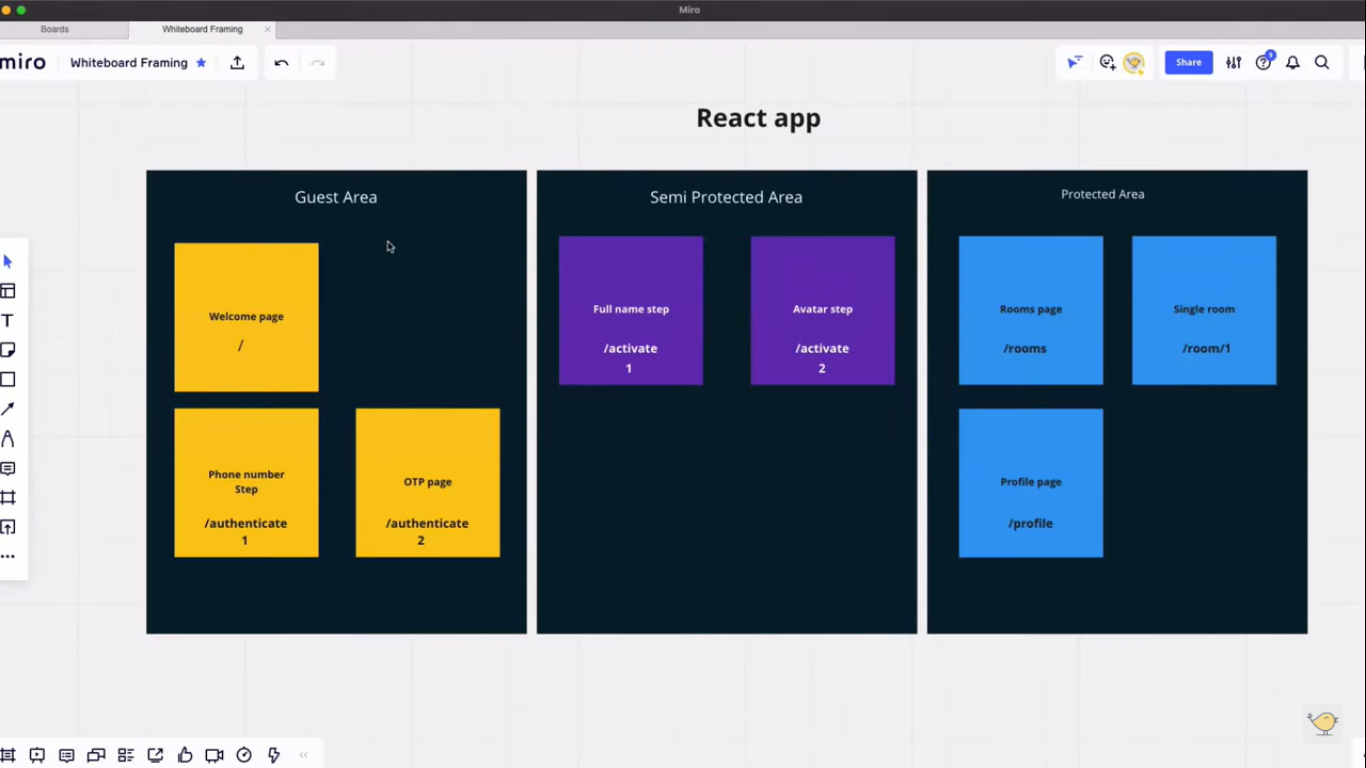 Miro
Boards
Whiteboard Framing
miro
Whiteboard Framing
Share
9
React app
Guest Area
Welcome page
/
Phone number
Step
/authenticate
1
OTP page
/authenticate
2
Semi Protected Area
Full name step
/activate
1
Avatar step
/activate
2
Protected Area
Rooms page
/rooms
Single room
/room/1
Profile page
/profile